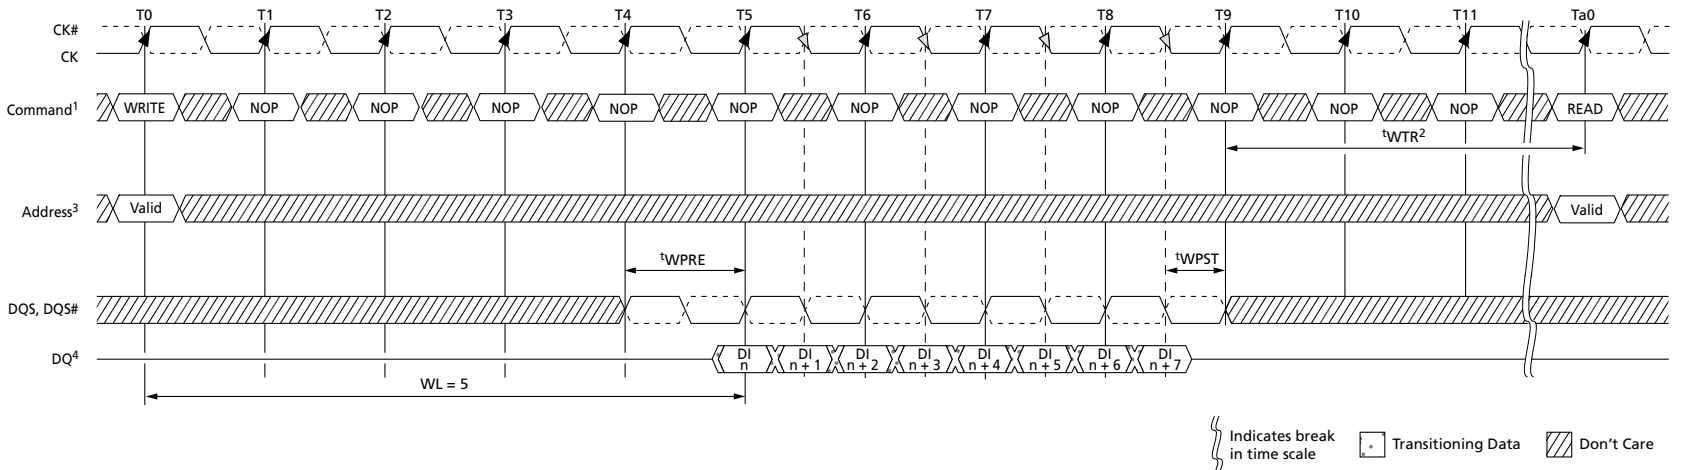 T0 T1 T2 T3 T4 T5 T6 T7 T8 T9 T10 T11 Ta0
CK#
CK
Command1 WRITE NOP NOP NOP NOP NOP NOP NOP NOP NOP NOP NOP READ
tWTR2
Address3 Valid Valid
tWPRE tWPST
DQS, DQS#
DQ4
DI n
DI n + 1
DI n + 2
DI n + 3
DI n + 4
DI n + 5
DI n + 6
DI n + 7
WL = 5
Indicates break
in time scale
Transitioning Data
Don't Care